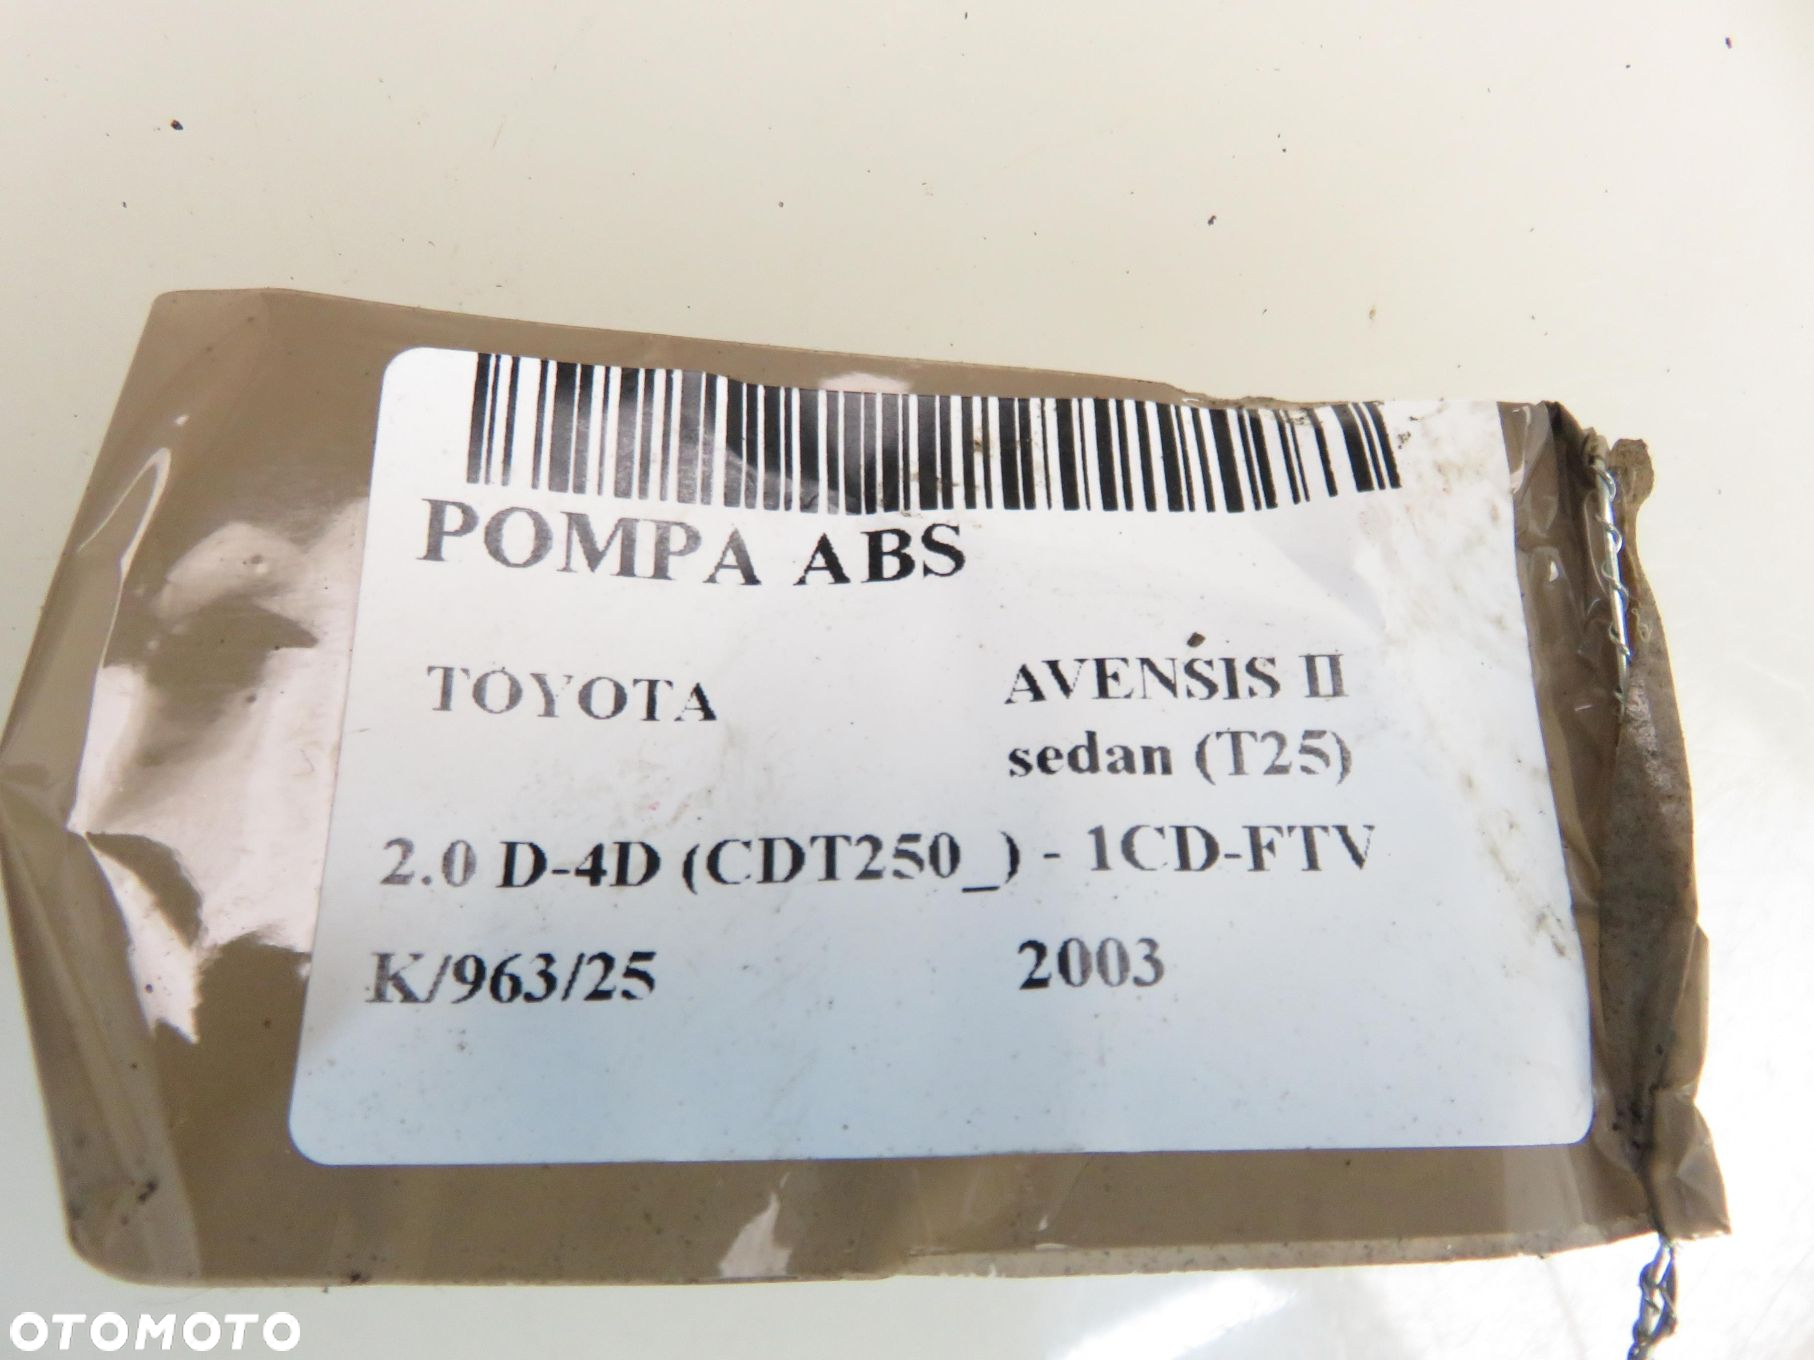 POMPA ABS
TOYOTA AVENSIS II
sedan (T25)
2.0 D-4D (CDT250_) - 1CD-FTV
K/963/25 2003
OTOMOTO